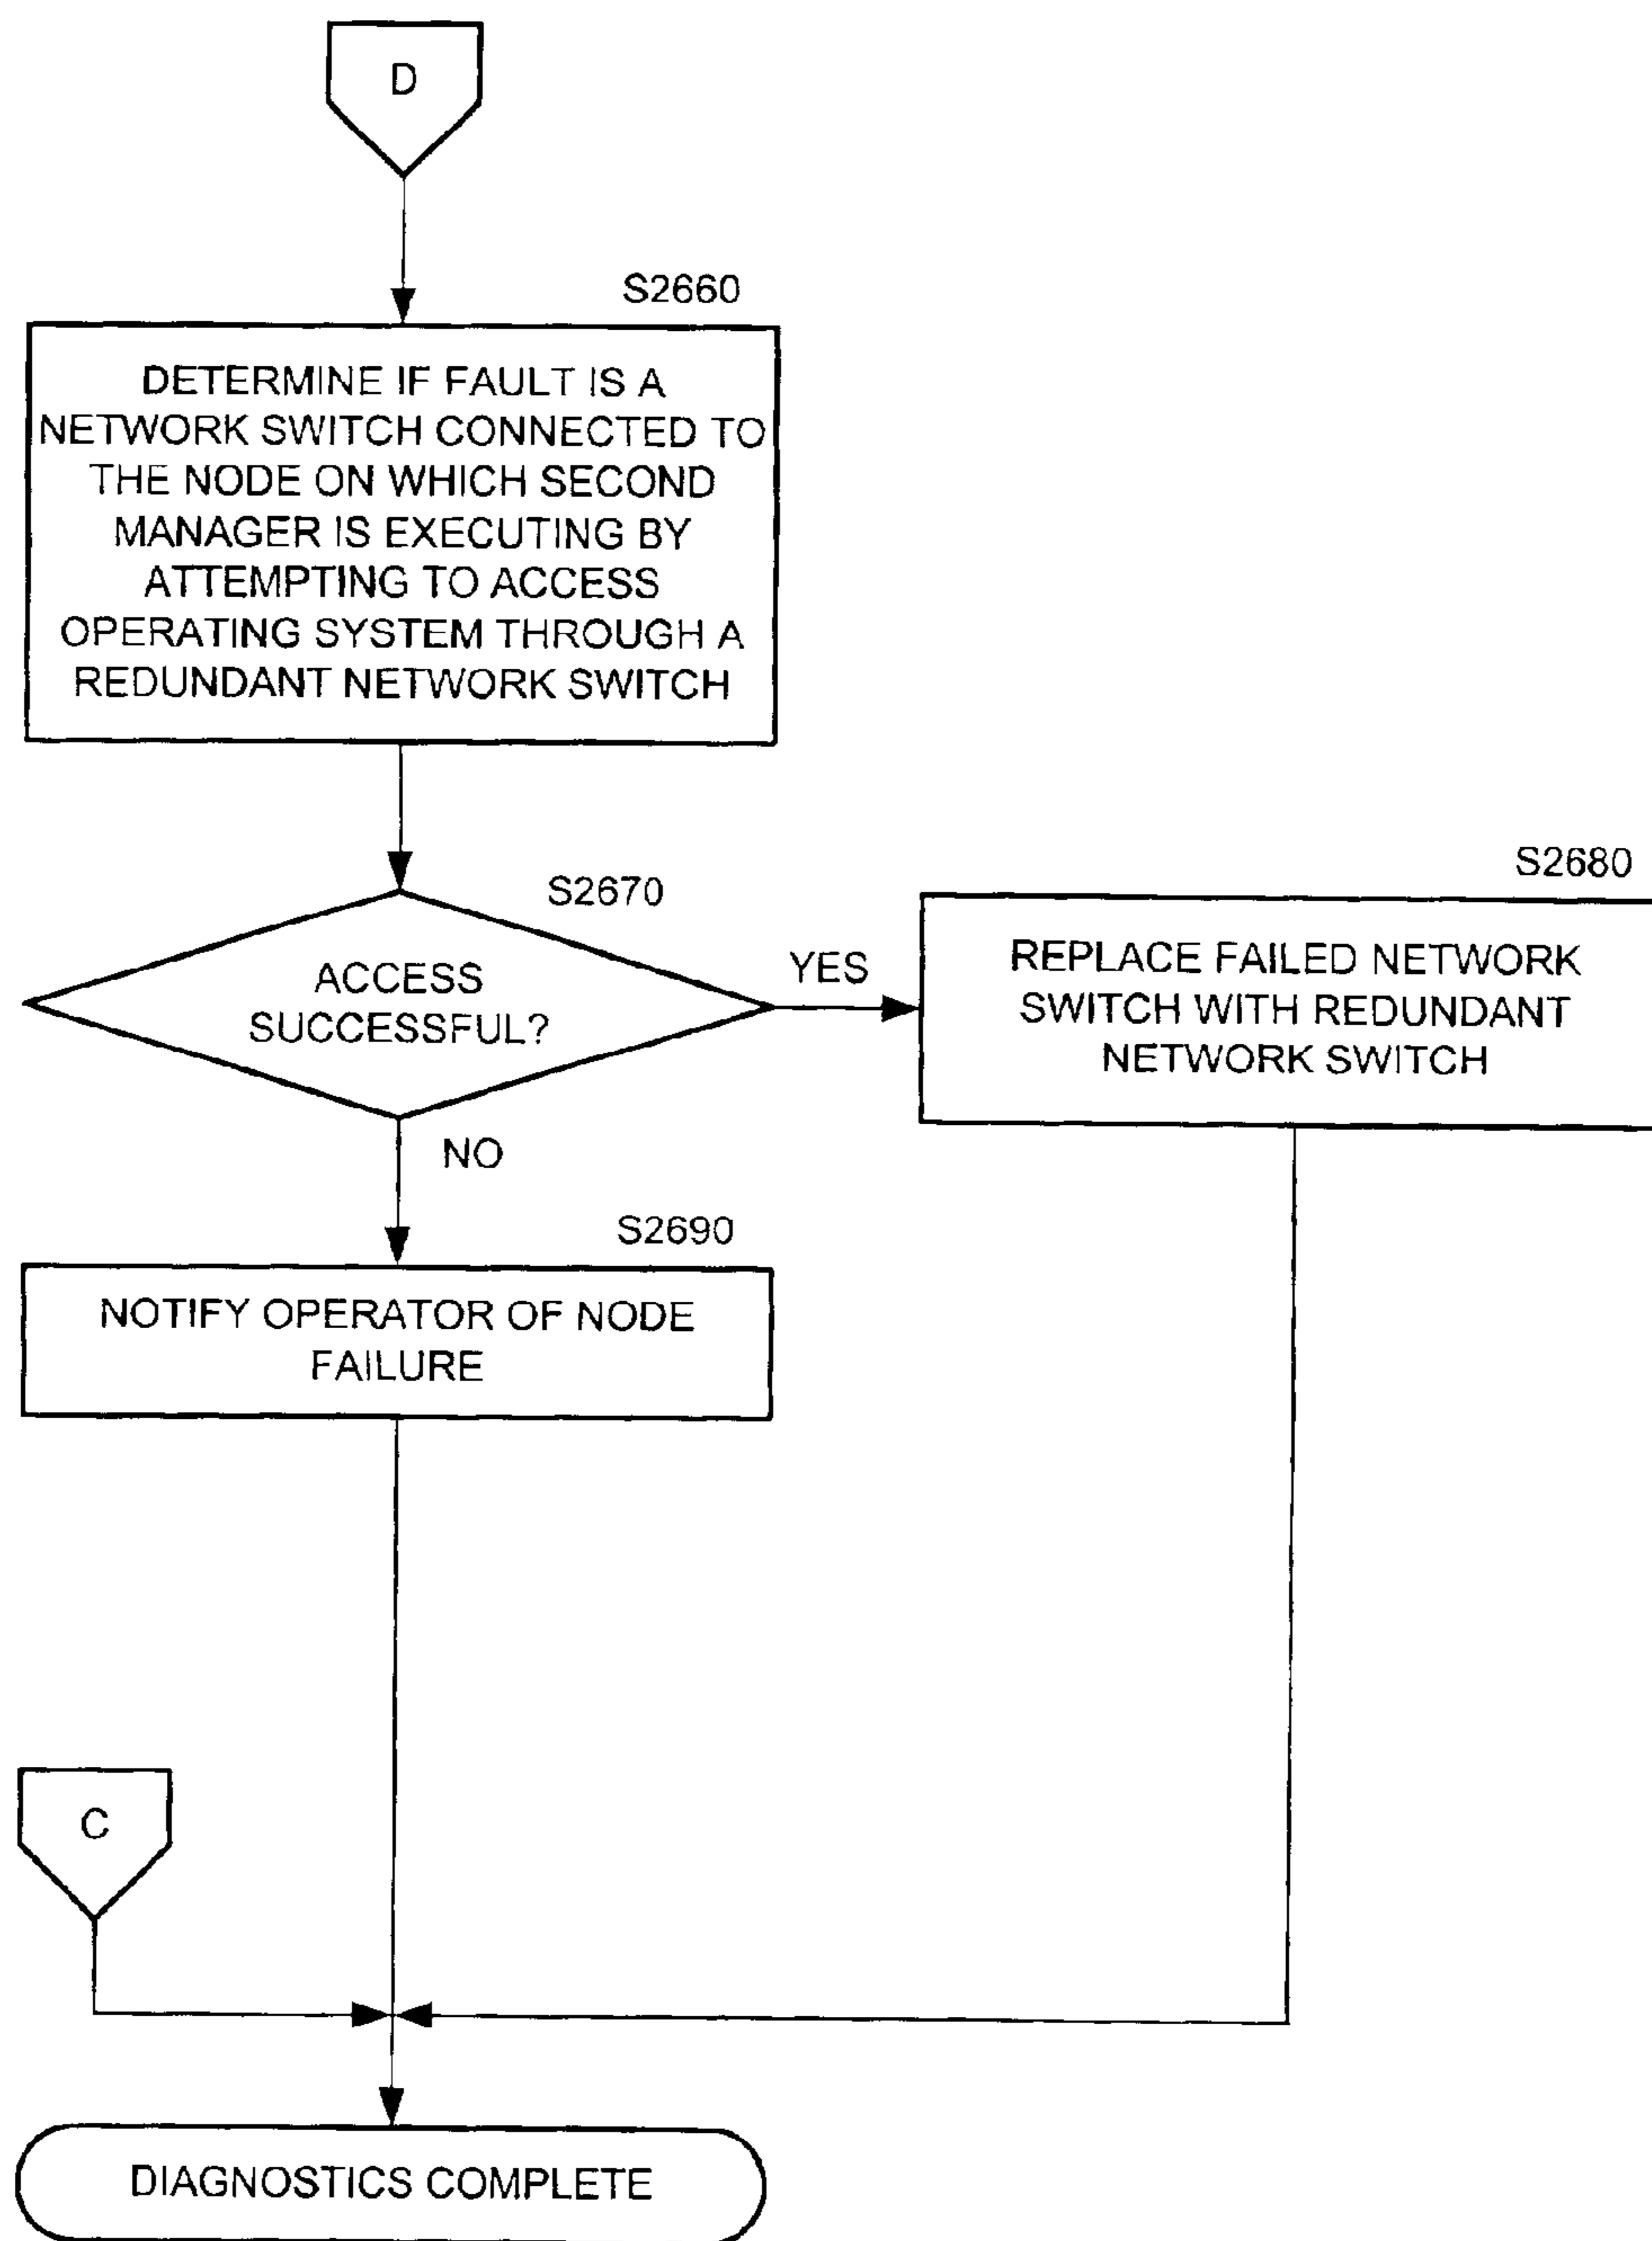 D
S2660
DETERMINE IF FAULT IS A
NETWORK SWITCH CONNECTED TO
THE NODE ON WHICH SECOND
MANAGER IS EXECUTING BY
ATTEMPTING TO ACCESS
OPERATING SYSTEM THROUGH A
REDUNDANT NETWORK SWITCH
S2670
ACCESS
SUCCESSFUL?
YES
S2680
REPLACE FAILED NETWORK
SWITCH WITH REDUNDANT
NETWORK SWITCH
NO
S2690
NOTIFY OPERATOR OF NODE
FAILURE
C
DIAGNOSTICS COMPLETE